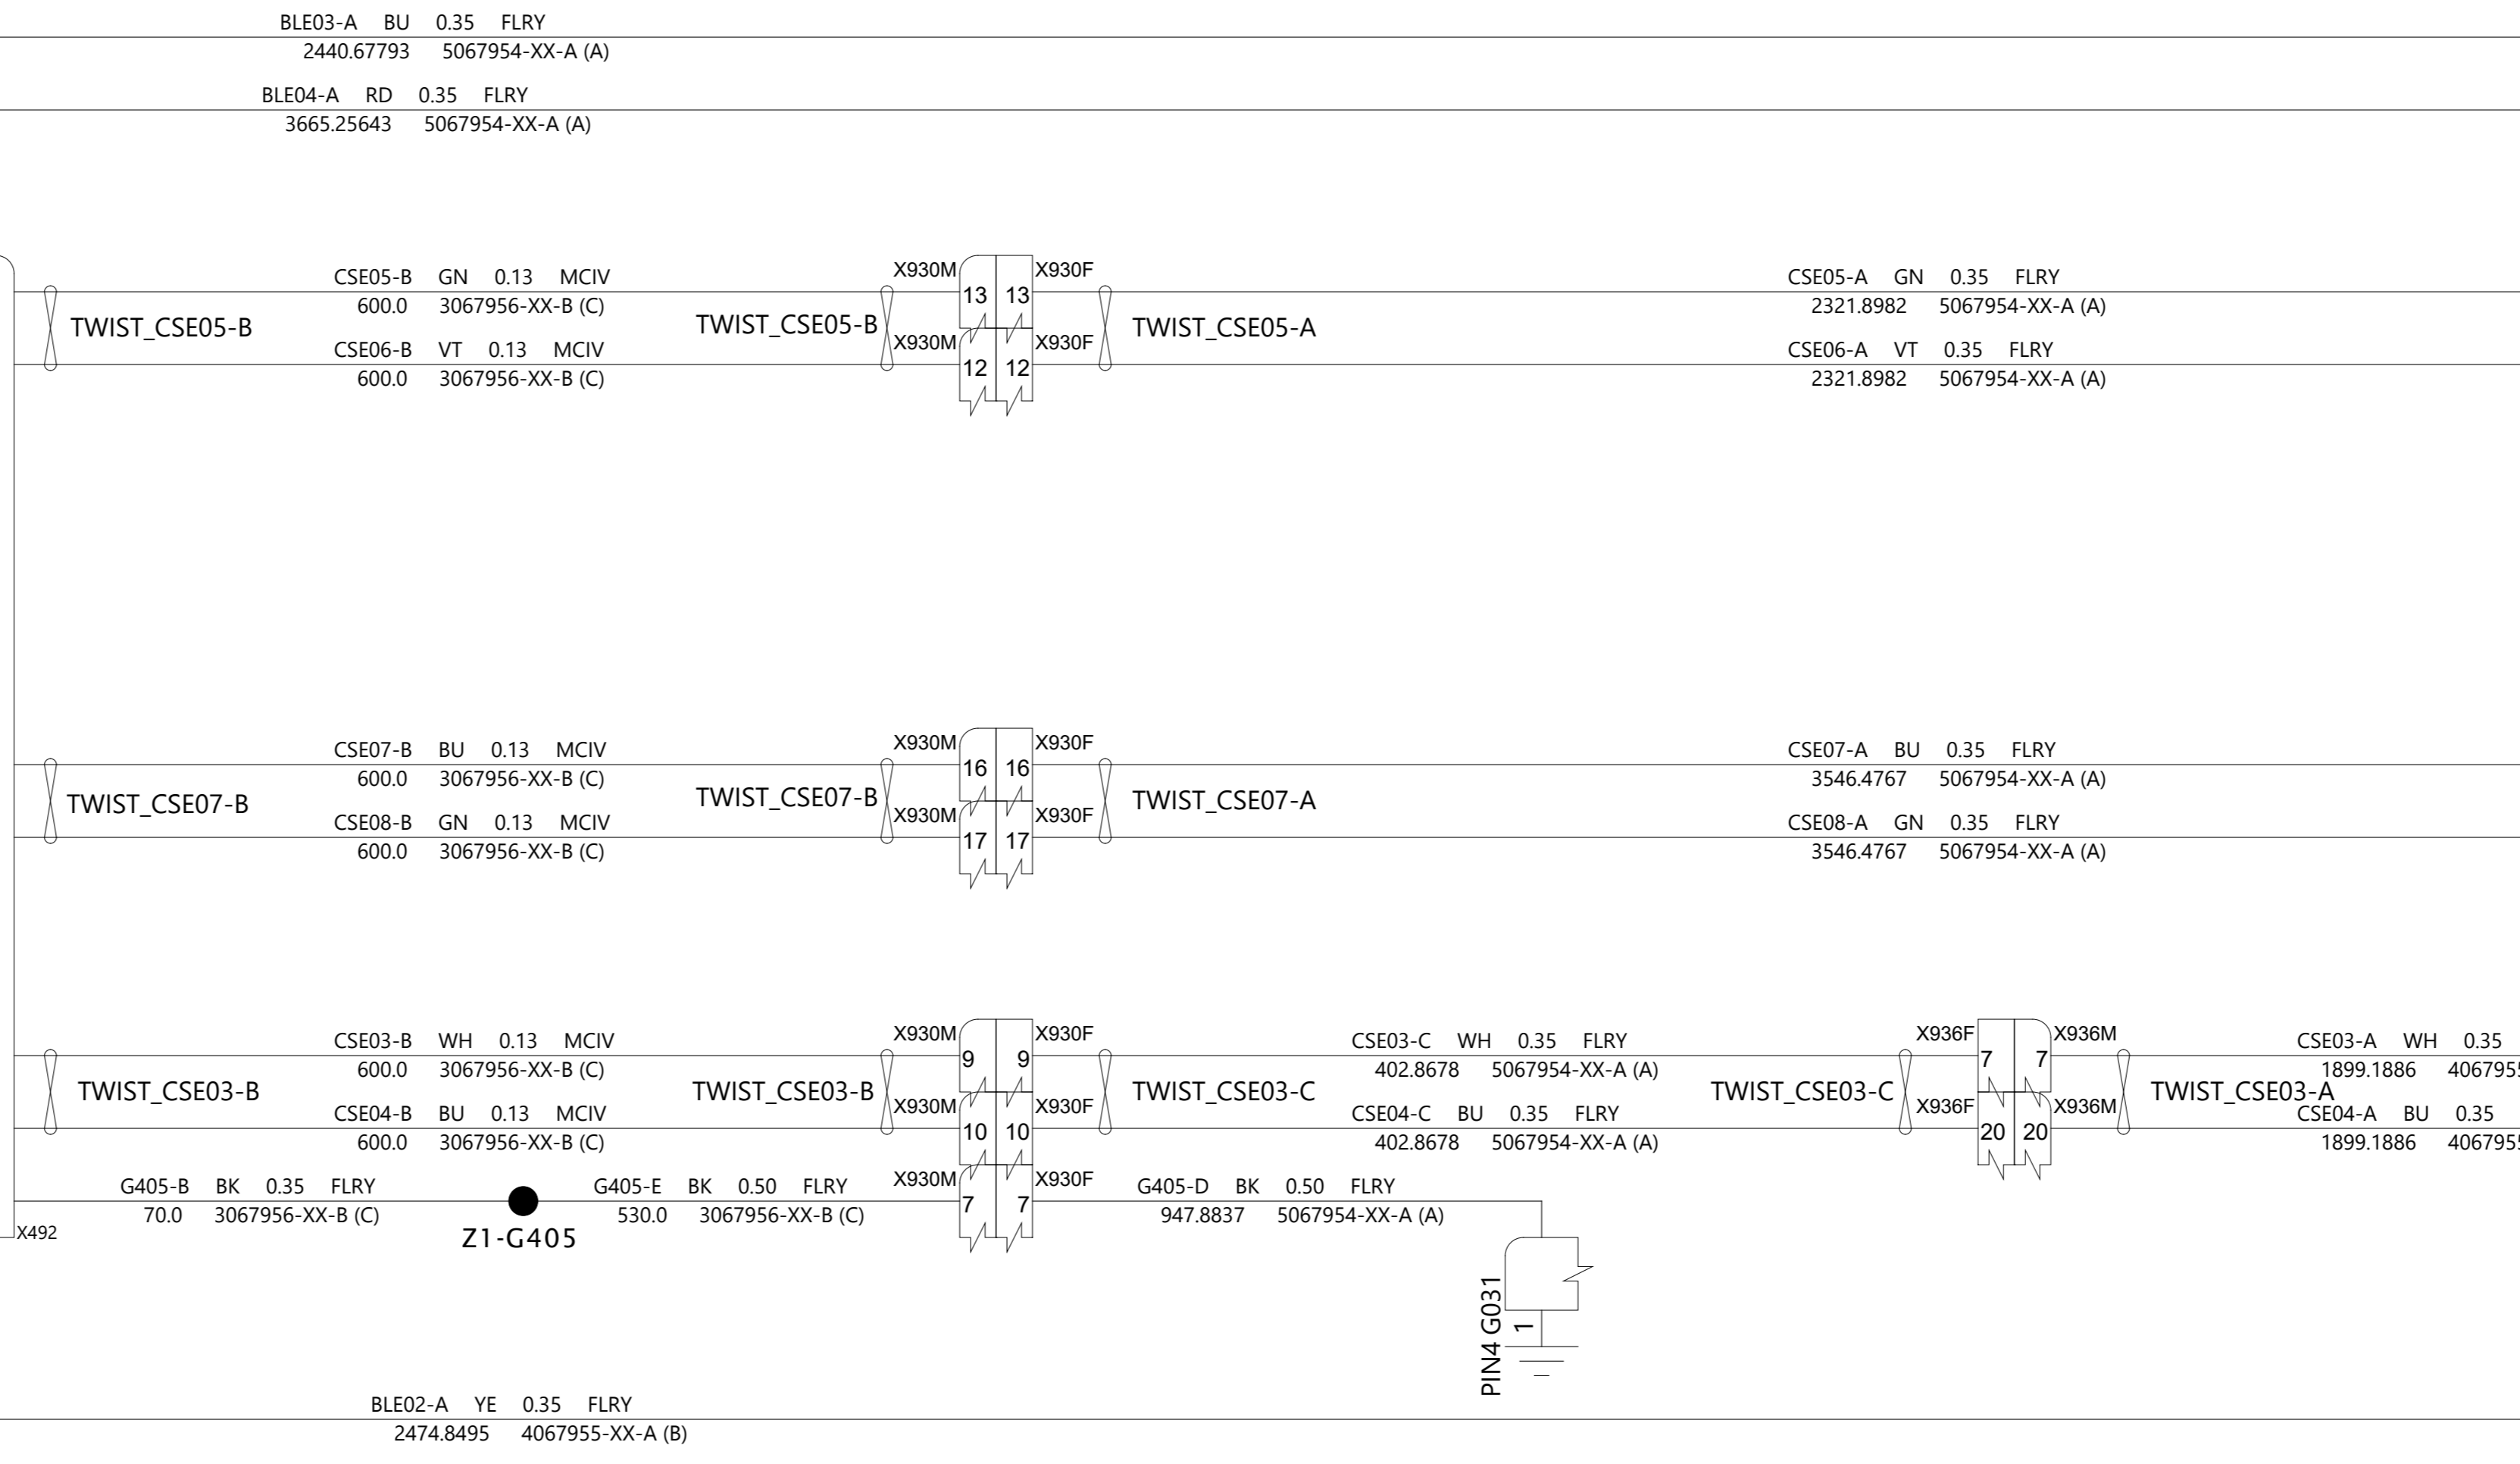 BLE03-A BU 0.35 FLRY
2440.67793 5067954-XX-A (A)
BLE04-A RD 0.35 FLRY
3665.25643 5067954-XX-A (A)
X930M X930F
CSE05-B GN 0.13 MCIV
13 13
CSE05-A GN 0.35 FLRY
600.0 3067956-XX-B (C)
2321.8982 5067954-XX-A (A)
TWIST_CSE05-B TWIST_CSE05-B TWIST_CSE05-A
X930M X930F
CSE06-B VT 0.13 MCIV
CSE06-A VT 0.35 FLRY
12 12
600.0 3067956-XX-B (C)
2321.8982 5067954-XX-A (A)
X930M X930F
CSE07-B BU 0.13 MCIV
CSE07-A BU 0.35 FLRY
16 16
600.0 3067956-XX-B (C)
3546.4767 5067954-XX-A (A)
TWIST_CSE07-B TWIST_CSE07-B TWIST_CSE07-A
X930M X930F
CSE08-B GN 0.13 MCIV
CSE08-A GN 0.35 FLRY
17 17
600.0 3067956-XX-B (C)
3546.4767 5067954-XX-A (A)
X930M X930F
X936F X936M
CSE03-B WH 0.13 MCIV
CSE03-C WH 0.35 FLRY
CSE03-A WH 0.35
9 9
7 7
600.0 3067956-XX-B (C)
402.8678 5067954-XX-A (A)
1899.1886 406795
TWIST_CSE03-B TWIST_CSE03-B TWIST_CSE03-C TWIST_CSE03-C TWIST_CSE03-A
X930M X930F
X936F X936M
CSE04-B BU 0.13 MCIV
CSE04-C BU 0.35 FLRY
CSE04-A BU 0.35
10 10
20 20
600.0 3067956-XX-B (C)
402.8678 5067954-XX-A (A)
1899.1886 406795
X930M X930F
G405-B BK 0.35 FLRY
G405-E BK 0.50 FLRY
G405-D BK 0.50 FLRY
7 7
70.0 3067956-XX-B (C)
530.0 3067956-XX-B (C)
947.8837 5067954-XX-A (A)
X492
Z1-G405
PIN4 G031
1
BLE02-A YE 0.35 FLRY
2474.8495 4067955-XX-A (B)